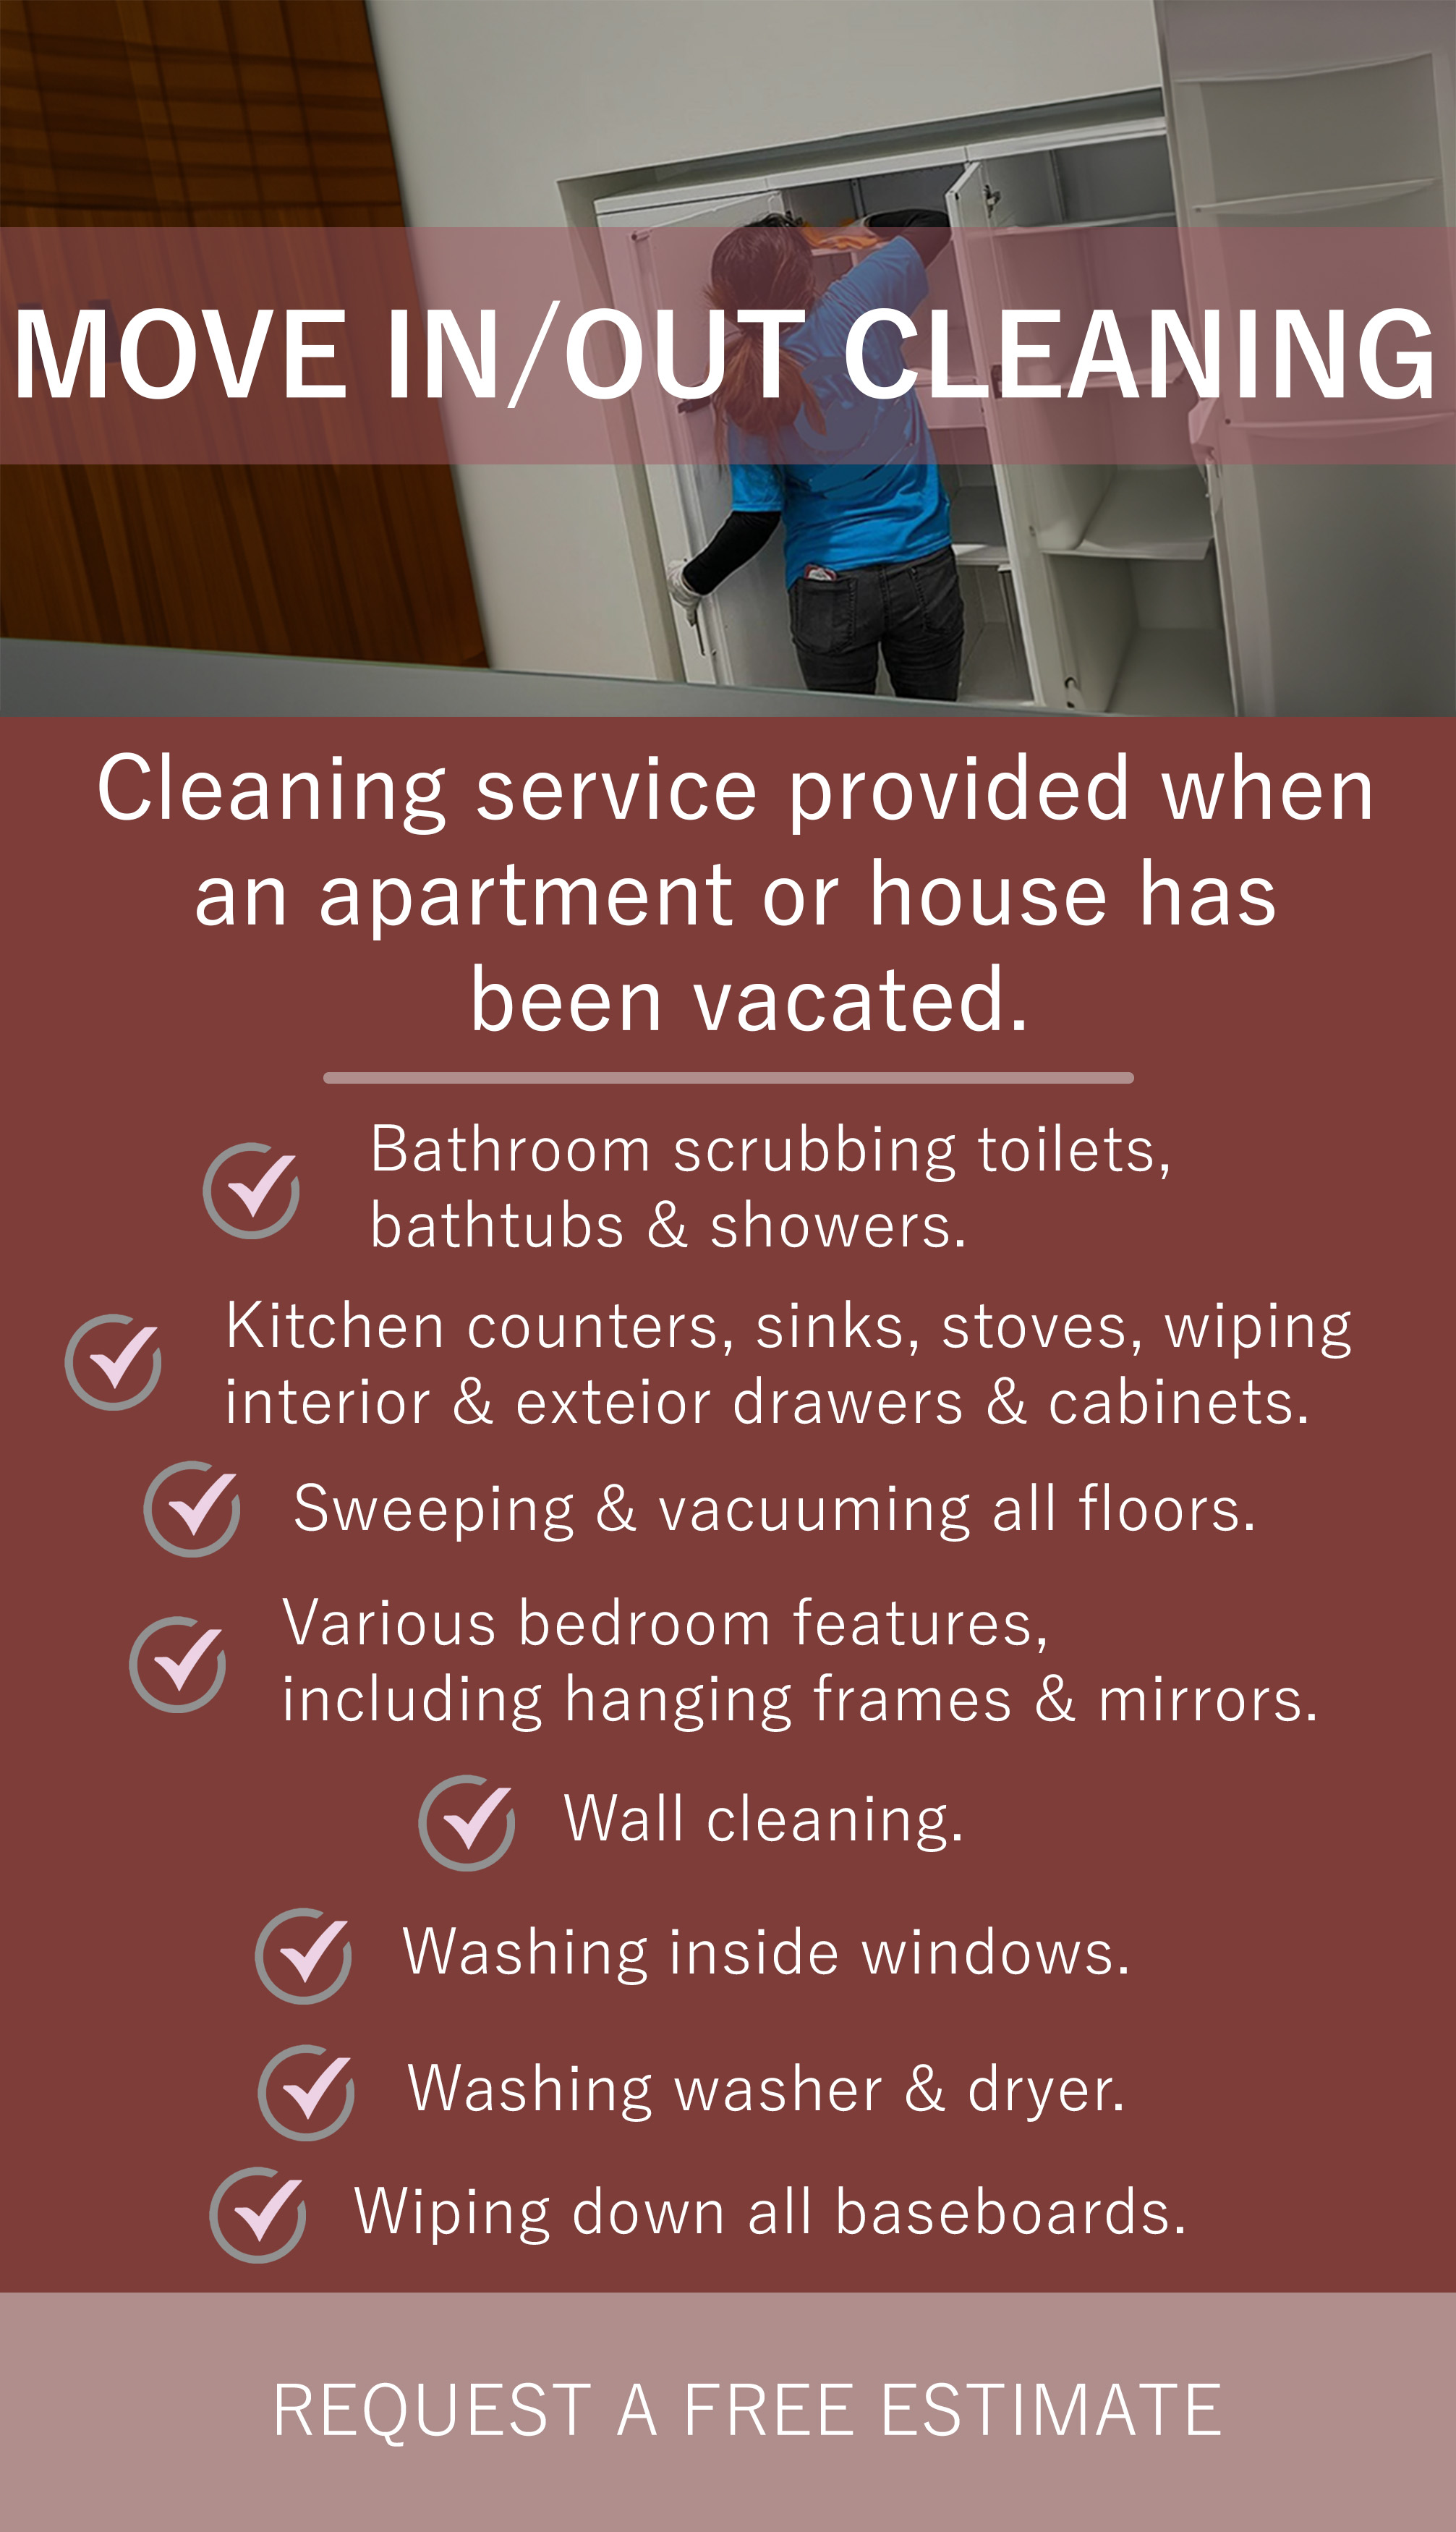 MOVE IN/OUT CLEANING
Cleaning service provided when
an apartment or house has
been vacated.
Bathroom scrubbing toilets,
bathtubs & showers.
Kitchen counters, sinks, stoves, wiping
interior & exteior drawers & cabinets.
Sweeping & vacuuming all floors.
Various bedroom features,
including hanging frames & mirrors.
Wall cleaning.
Washing inside windows.
Washing washer & dryer.
Wiping down all baseboards.
REQUEST A FREE ESTIMATE